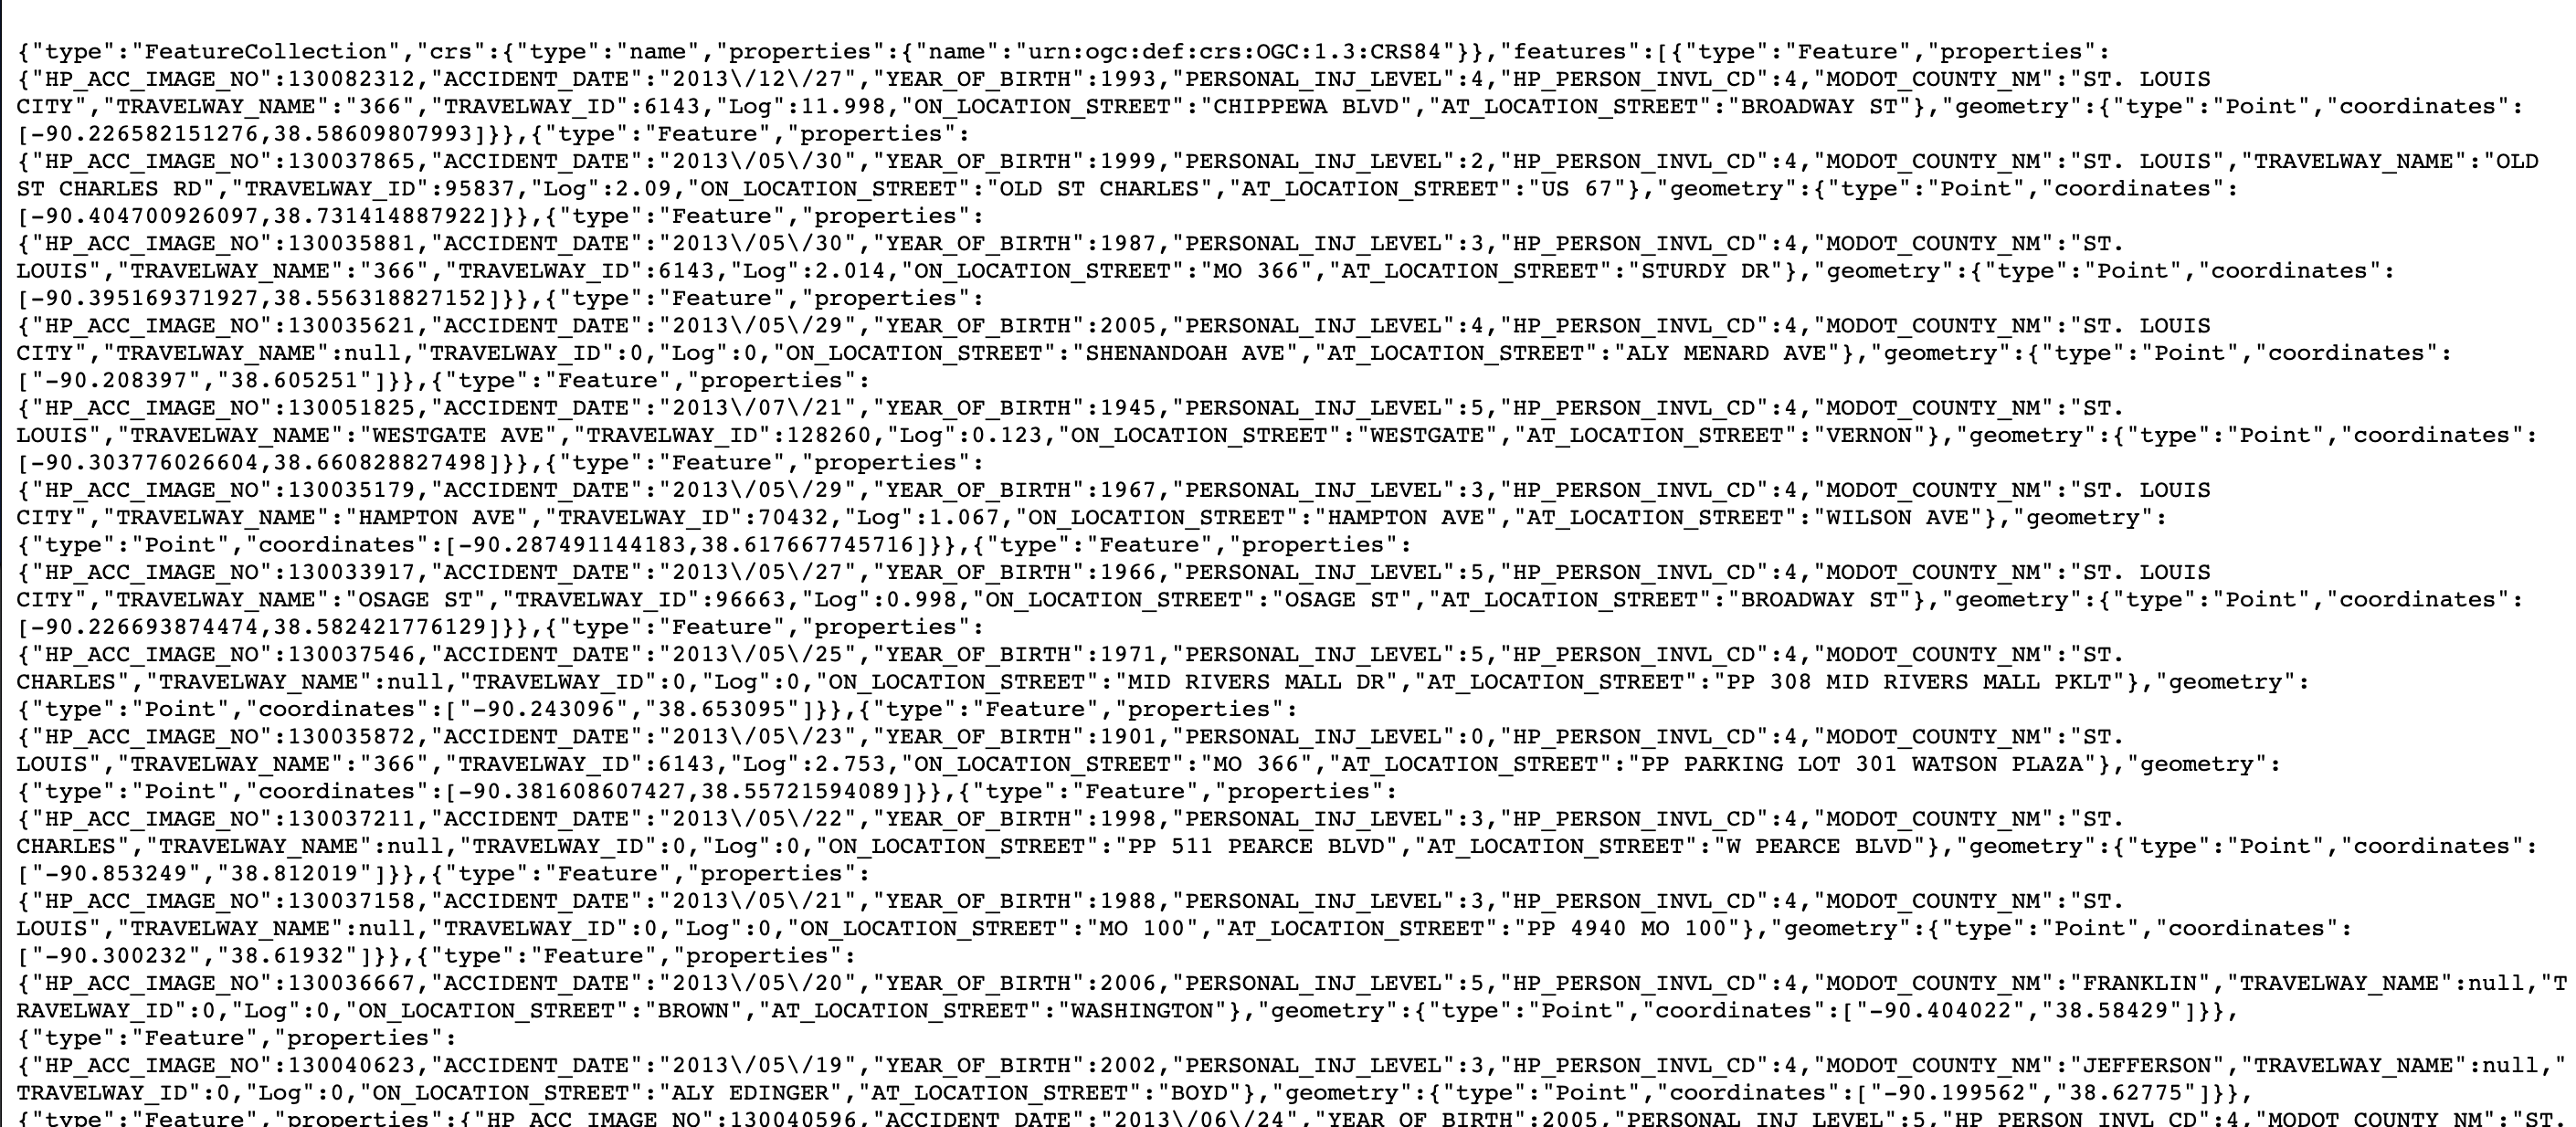 {"type":"FeatureCollection","crs":{"type":"name","properties":{"name":"urn:ogc:def:crs:OGC:1.3:CRS84"}},"features":[{"type":"Feature","properties":
{"HP_ACC_IMAGE_NO":130082312,"ACCIDENT_DATE":"2013\/12\/27","YEAR_OF_BIRTH":1993,"PERSONAL_INJ_LEVEL":4,"HP_PERSON_INVL_CD":4,"MODOT_COUNTY_NM":"ST. LOUIS
CITY","TRAVELWAY_NAME":"366","TRAVELWAY_ID":6143,"Log":11.998,"ON_LOCATION_STREET":"CHIPPEWA BLVD","AT_LOCATION_STREET":"BROADWAY ST"},"geometry":{"type":"Point","coordinates":
[-90.226582151276,38.58609807993]}},{"type":"Feature","properties":
{"HP_ACC_IMAGE_NO":130037865,"ACCIDENT_DATE":"2013\/05\/30","YEAR_OF_BIRTH":1999,"PERSONAL_INJ_LEVEL":2,"HP_PERSON_INVL_CD":4,"MODOT_COUNTY_NM":"ST. LOUIS","TRAVELWAY_NAME":"OLD
ST CHARLES RD","TRAVELWAY_ID":95837,"Log":2.09,"ON_LOCATION_STREET":"OLD ST CHARLES","AT_LOCATION_STREET":"US 67"},"geometry":{"type":"Point","coordinates":
[-90.404700926097,38.731414887922]}},{"type":"Feature","properties":
{"HP_ACC_IMAGE_NO":130035881,"ACCIDENT_DATE":"2013\/05\/30","YEAR_OF_BIRTH":1987,"PERSONAL_INJ_LEVEL":3,"HP_PERSON_INVL_CD":4,"MODOT_COUNTY_NM":"ST.
LOUIS","TRAVELWAY_NAME":"366","TRAVELWAY_ID":6143,"Log":2.014,"ON_LOCATION_STREET":"MO 366","AT_LOCATION_STREET":"STURDY DR"},"geometry":{"type":"Point","coordinates":
[-90.395169371927,38.556318827152]}},{"type":"Feature","properties":
{"HP_ACC_IMAGE_NO":130035621,"ACCIDENT_DATE":"2013\/05\/29","YEAR_OF_BIRTH":2005,"PERSONAL_INJ_LEVEL":4,"HP_PERSON_INVL_CD":4,"MODOT_COUNTY_NM":"ST. LOUIS
CITY","TRAVELWAY_NAME":null,"TRAVELWAY_ID":0,"Log":0,"ON_LOCATION_STREET":"SHENANDOAH AVE","AT_LOCATION_STREET":"ALY MENARD AVE"},"geometry":{"type":"Point","coordinates":
["-90.208397","38.605251"]}},{"type":"Feature","properties":
{"HP_ACC_IMAGE_NO":130051825,"ACCIDENT_DATE":"2013\/07\/21","YEAR_OF_BIRTH":1945,"PERSONAL_INJ_LEVEL":5,"HP_PERSON_INVL_CD":4,"MODOT_COUNTY_NM":"ST.
LOUIS","TRAVELWAY_NAME":"WESTGATE AVE","TRAVELWAY_ID":128260,"Log":0.123,"ON_LOCATION_STREET":"WESTGATE","AT_LOCATION_STREET":"VERNON"},"geometry":{"type":"Point","coordinates":
[-90.303776026604,38.660828827498]}},{"type":"Feature","properties":
{"HP_ACC_IMAGE_NO":130035179,"ACCIDENT_DATE":"2013\/05\/29","YEAR_OF_BIRTH":1967,"PERSONAL_INJ_LEVEL":3,"HP_PERSON_INVL_CD":4,"MODOT_COUNTY_NM":"ST. LOUIS
CITY","TRAVELWAY_NAME":"HAMPTON AVE","TRAVELWAY_ID":70432,"Log":1.067,"ON_LOCATION_STREET":"HAMPTON AVE","AT_LOCATION_STREET":"WILSON AVE"},"geometry":
{"type":"Point","coordinates":[-90.287491144183,38.617667745716]}},{"type":"Feature","properties":
{"HP_ACC_IMAGE_NO":130033917,"ACCIDENT_DATE":"2013\/05\/27","YEAR_OF_BIRTH":1966,"PERSONAL_INJ_LEVEL":5,"HP_PERSON_INVL_CD":4,"MODOT_COUNTY_NM":"ST. LOUIS
CITY","TRAVELWAY_NAME":"OSAGE ST","TRAVELWAY_ID":96663,"Log":0.998,"ON_LOCATION_STREET":"OSAGE ST","AT_LOCATION_STREET":"BROADWAY ST"},"geometry":{"type":"Point","coordinates":
[-90.226693874474,38.582421776129]}},{"type":"Feature","properties":
{"HP_ACC_IMAGE_NO":130037546,"ACCIDENT_DATE":"2013\/05\/25","YEAR_OF_BIRTH":1971,"PERSONAL_INJ_LEVEL":5,"HP_PERSON_INVL_CD":4,"MODOT_COUNTY_NM":"ST.
CHARLES","TRAVELWAY_NAME":null,"TRAVELWAY_ID":0,"Log":0,"ON_LOCATION_STREET":"MID RIVERS MALL DR","AT_LOCATION_STREET":"PP 308 MID RIVERS MALL PKLT"},"geometry":
{"type":"Point","coordinates":["-90.243096","38.653095"]}},{"type":"Feature","properties":
{"HP_ACC_IMAGE_NO":130035872,"ACCIDENT_DATE":"2013\/05\/23","YEAR_OF_BIRTH":1901,"PERSONAL_INJ_LEVEL":0,"HP_PERSON_INVL_CD":4,"MODOT_COUNTY_NM":"ST.
LOUIS","TRAVELWAY_NAME":"366","TRAVELWAY_ID":6143,"Log":2.753,"ON_LOCATION_STREET":"MO 366","AT_LOCATION_STREET":"PP PARKING LOT 301 WATSON PLAZA"},"geometry":
{"type":"Point","coordinates":[-90.381608607427,38.55721594089]}},{"type":"Feature","properties":
{"HP_ACC_IMAGE_NO":130037211,"ACCIDENT_DATE":"2013\/05\/22","YEAR_OF_BIRTH":1998,"PERSONAL_INJ_LEVEL":3,"HP_PERSON_INVL_CD":4,"MODOT_COUNTY_NM":"ST.
CHARLES","TRAVELWAY_NAME":null,"TRAVELWAY_ID":0,"Log":0,"ON_LOCATION_STREET":"PP 511 PEARCE BLVD","AT_LOCATION_STREET":"W PEARCE BLVD"},"geometry":{"type":"Point","coordinates":
["-90.853249","38.812019"]}},{"type":"Feature","properties":
{"HP_ACC_IMAGE_NO":130037158,"ACCIDENT_DATE":"2013\/05\/21","YEAR_OF_BIRTH":1988,"PERSONAL_INJ_LEVEL":3,"HP_PERSON_INVL_CD":4,"MODOT_COUNTY_NM":"ST.
LOUIS","TRAVELWAY_NAME":null,"TRAVELWAY_ID":0,"Log":0,"ON_LOCATION_STREET":"MO 100","AT_LOCATION_STREET":"PP 4940 MO 100"},"geometry":{"type":"Point","coordinates":
["-90.300232","38.61932"]}},{"type":"Feature","properties":
{"HP_ACC_IMAGE_NO":130036667,"ACCIDENT_DATE":"2013\/05\/20","YEAR_OF_BIRTH":2006,"PERSONAL_INJ_LEVEL":5,"HP_PERSON_INVL_CD":4,"MODOT_COUNTY_NM":"FRANKLIN","TRAVELWAY_NAME":null,"T
RAVELWAY_ID":0,"Log":0,"ON_LOCATION_STREET":"BROWN","AT_LOCATION_STREET":"WASHINGTON"},"geometry":{"type":"Point","coordinates":["-90.404022","38.58429"]}},
{"type":"Feature","properties":
{"HP_ACC_IMAGE_NO":130040623,"ACCIDENT_DATE":"2013\/05\/19","YEAR_OF_BIRTH":2002,"PERSONAL_INJ_LEVEL":3,"HP_PERSON_INVL_CD":4,"MODOT_COUNTY_NM":"JEFFERSON","TRAVELWAY_NAME":null,"
TRAVELWAY_ID":0,"Log":0,"ON_LOCATION_STREET":"ALY EDINGER","AT_LOCATION_STREET":"BOYD"},"geometry":{"type":"Point","coordinates":["-90.199562","38.62775"]}},
{"type":"Feature","properties":{"HP_ACC_IMAGE_NO":130040596,"ACCIDENT_DATE":"2013\/06\/24","YEAR_OF_BIRTH":2005,"PERSONAL_INJ_LEVEL":5,"HP_PERSON_INVL_CD":4,"MODOT_COUNTY_NM":"ST.